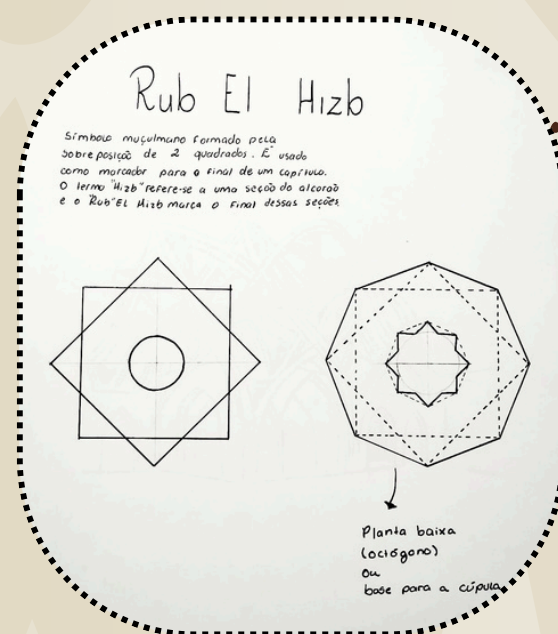 Rub El Hizb
Símbolo muçulmano formado pela
sobreposição de 2 quadrados. É usado
como marcador para o final de um capítulo.
O termo "Hizb" refere-se a uma seção do alcorão
e o "Rub" El Hizb marca o final dessas seções.
Planta baixa
(octógono)
ou
base para a cúpula